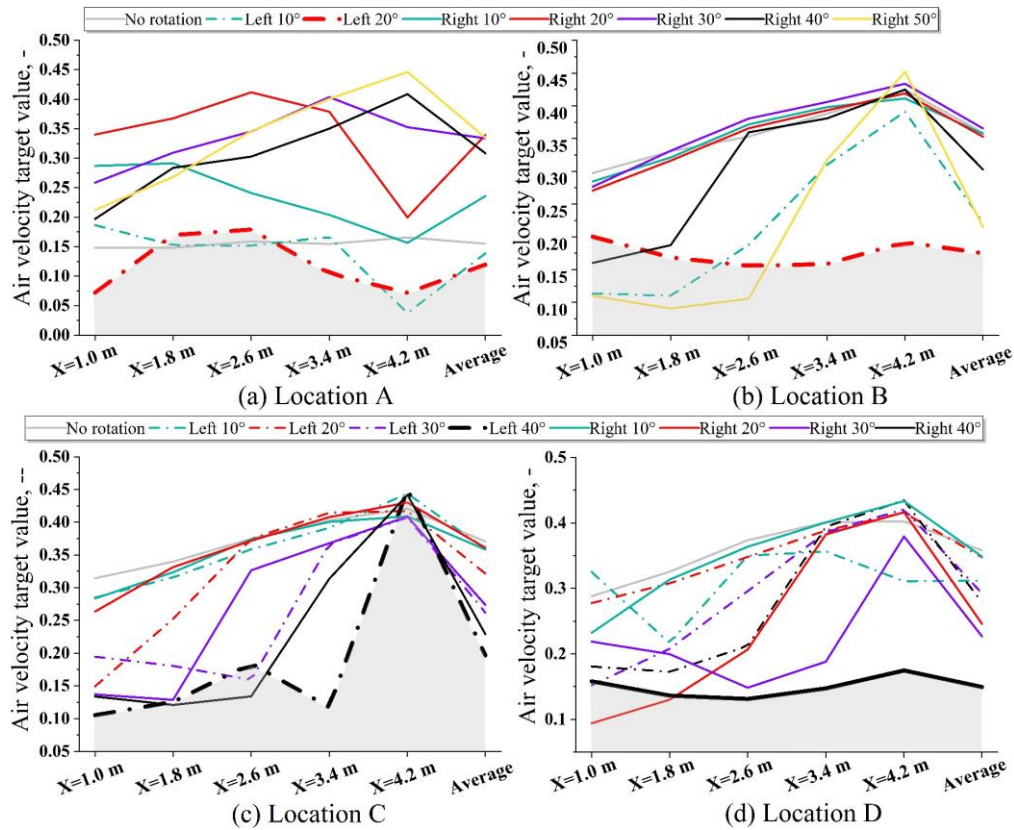 No rotation Left 10° Left 20° Right 10° Right 20° Right 30° Right 40° Right 50°
Air velocity target value, -
0.50
0.45
0.40
0.35
0.30
0.25
0.20
0.15
0.10
0.05
0.00
X=1.0 m X=1.8 m X=2.6 m X=3.4 m X=4.2 m Average
(a) Location A
Air velocity target value, -
0.50
0.45
0.40
0.35
0.30
0.25
0.20
0.15
0.10
0.05
X=1.0 m X=1.8 m X=2.6 m X=3.4 m X=4.2 m Average
(b) Location B
No rotation Left 10° Left 20° Left 30° Left 40° Right 10° Right 20° Right 30° Right 40°
Air velocity target value, --
0.50
0.45
0.40
0.35
0.30
0.25
0.20
0.15
0.10
0.05
X=1.0 m X=1.8 m X=2.6 m X=3.4 m X=4.2 m Average
(c) Location C
Air velocity target value, -
0.5
0.4
0.3
0.2
0.1
X=1.0 m X=1.8 m X=2.6 m X=3.4 m X=4.2 m Average
(d) Location D